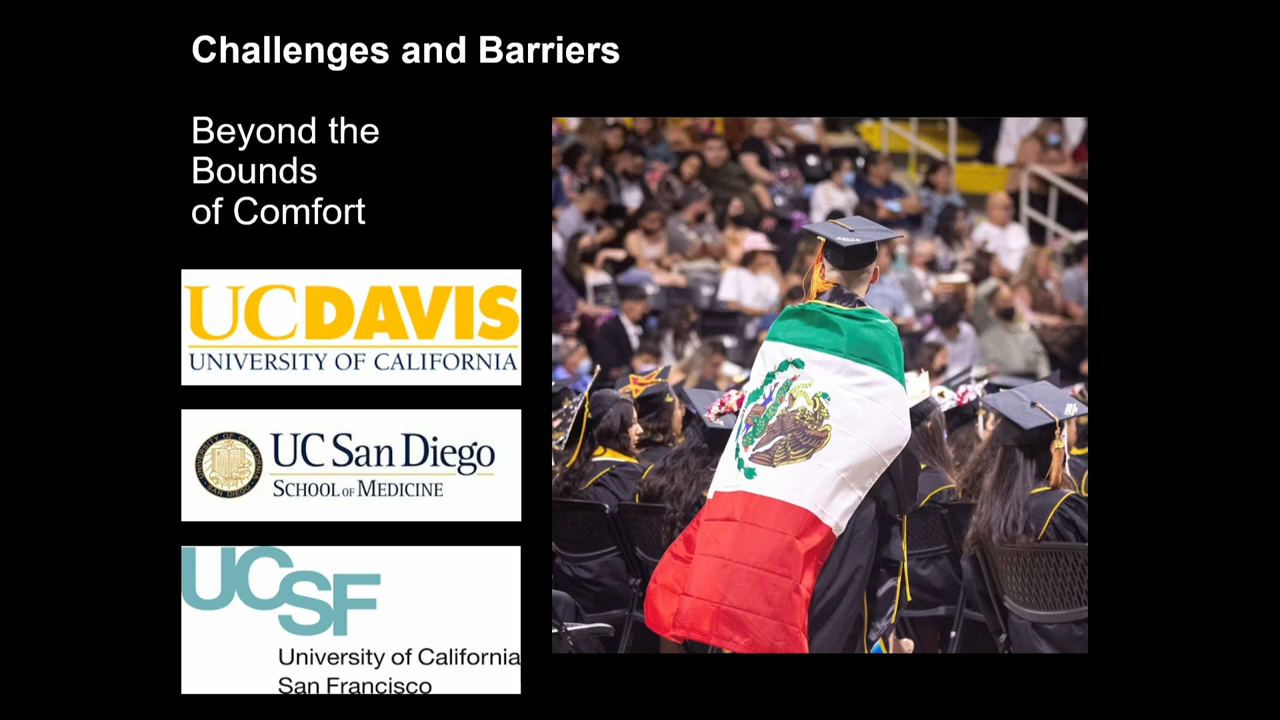 Challenges and Barriers
Beyond the
Bounds
of Comfort
UCDAVIS
UNIVERSITY OF CALIFORNIA
UC San Diego
SCHOOL OF MEDICINE
UCSF
University of California
San Francisco